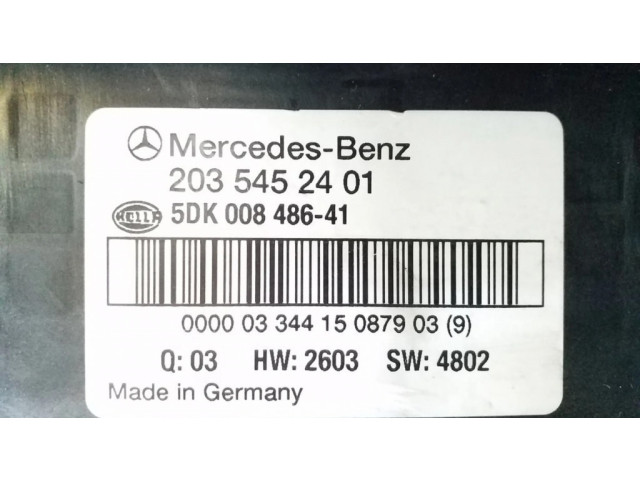 Mercedes-Benz
203 545 24 01
HELLA 5DK 008 486-41
0000 03 344 15 0879 03 (9)
Q: 03 HW: 2603 SW: 4802
Made in Germany